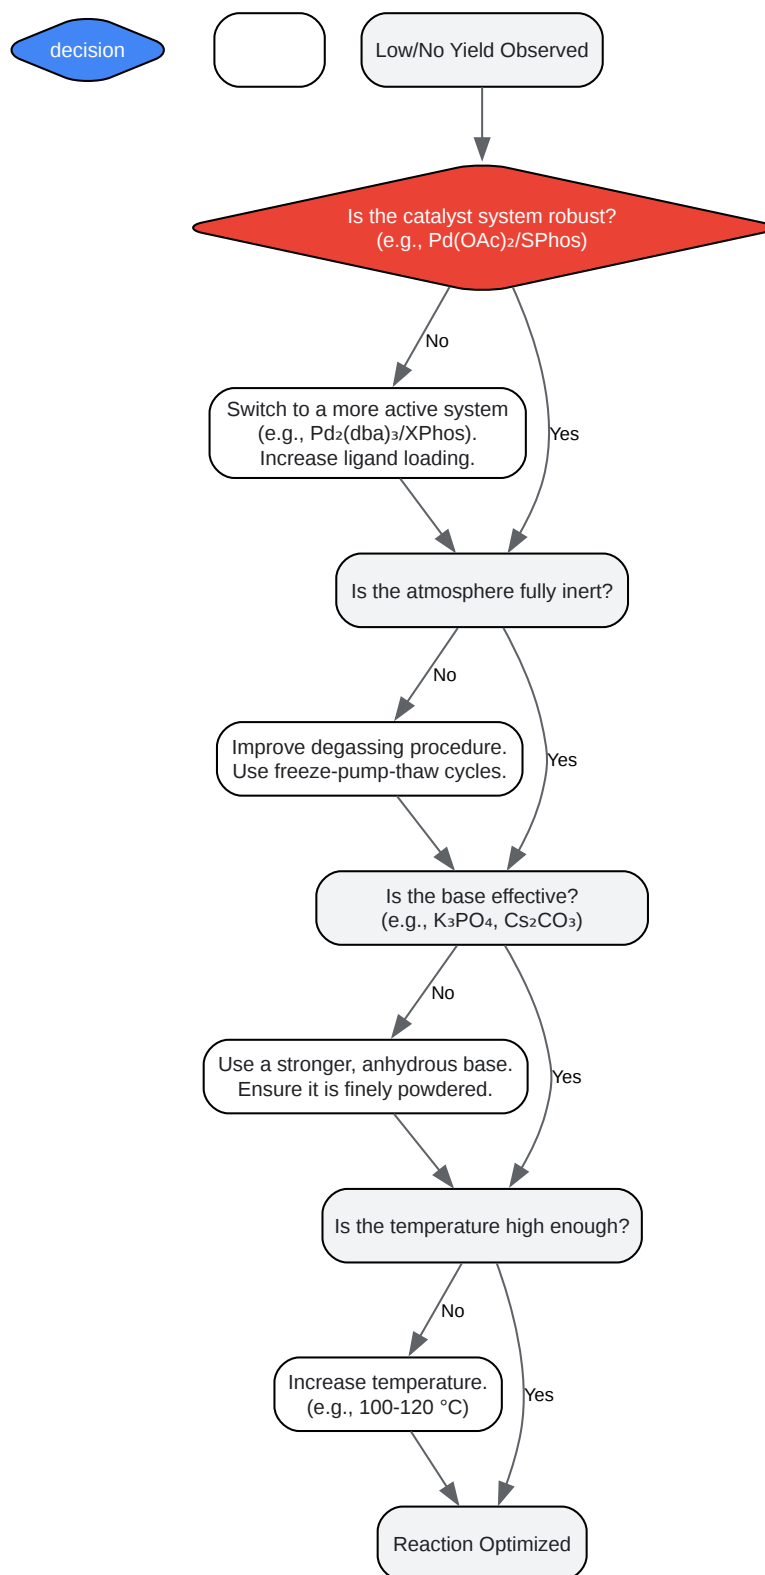 decision
Low/No Yield Observed
Is the catalyst system robust?
(e.g., Pd(OAc)₂/SPhos)
No
Switch to a more active system
(e.g., Pd₂(dba)₃/XPhos).
Increase ligand loading.
Yes
Is the atmosphere fully inert?
No
Improve degassing procedure.
Use freeze-pump-thaw cycles.
Yes
Is the base effective?
(e.g., K₃PO₄, Cs₂CO₃)
No
Use a stronger, anhydrous base.
Ensure it is finely powdered.
Yes
Is the temperature high enough?
No
Increase temperature.
(e.g., 100-120 °C)
Yes
Reaction Optimized